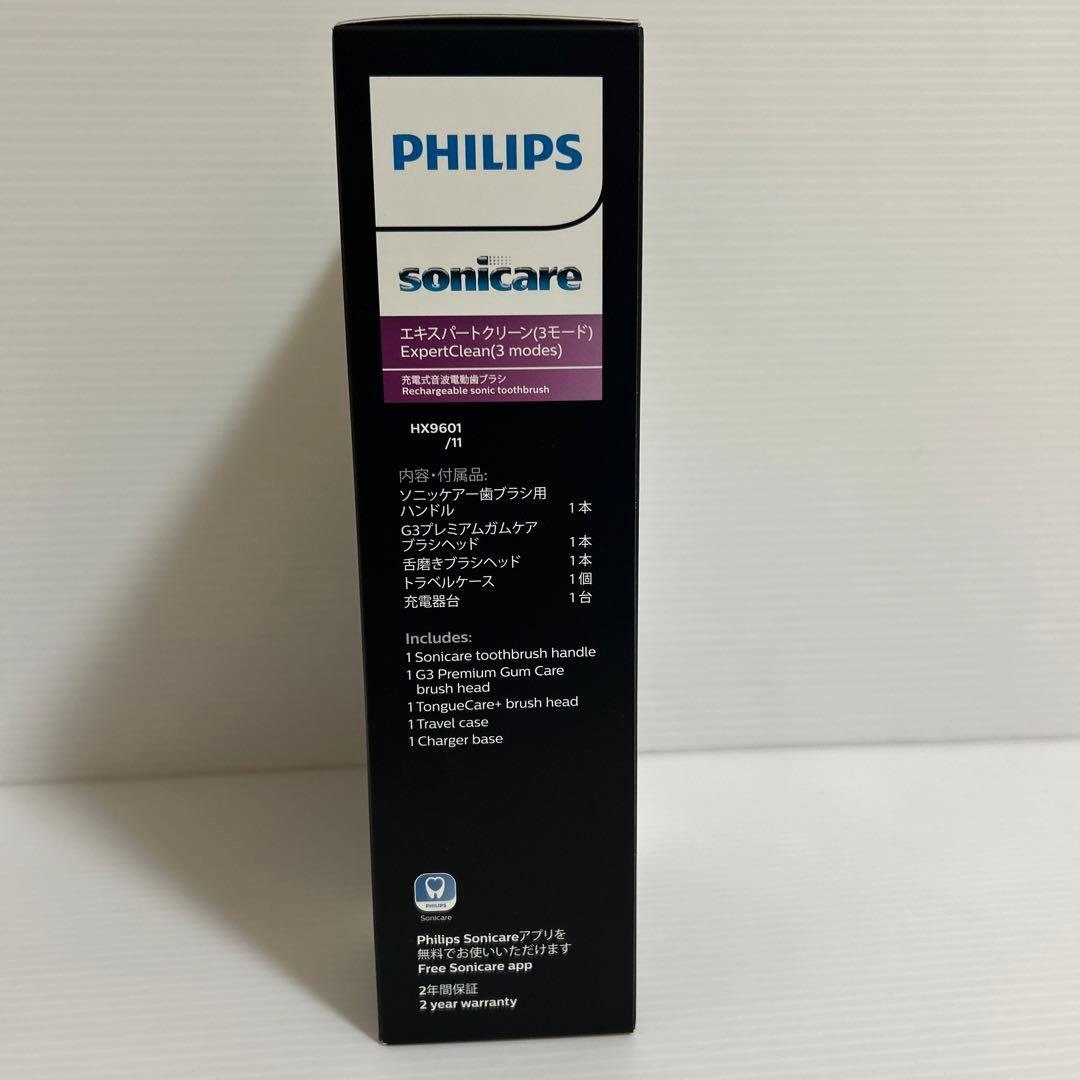 PHILIPS
sonicare
エキスパートクリーン(3モード)
ExpertClean(3 modes)
充電式音波電動歯ブラシ
Rechargeable sonic toothbrush
HX9601
/11
内容・付属品:
ソニッケアー歯ブラシ用
ハンドル 1本
G3プレミアムガムケア
ブラシヘッド 1本
舌磨きブラシヘッド 1本
トラベルケース 1個
充電器台 1台
Includes:
1 Sonicare toothbrush handle
1 G3 Premium Gum Care
brush head
1 TongueCare+ brush head
1 Travel case
1 Charger base
PHILIPS
Sonicare
Philips Sonicareアプリを
無料でお使いいただけます
Free Sonicare app
2年間保証
2 year warranty